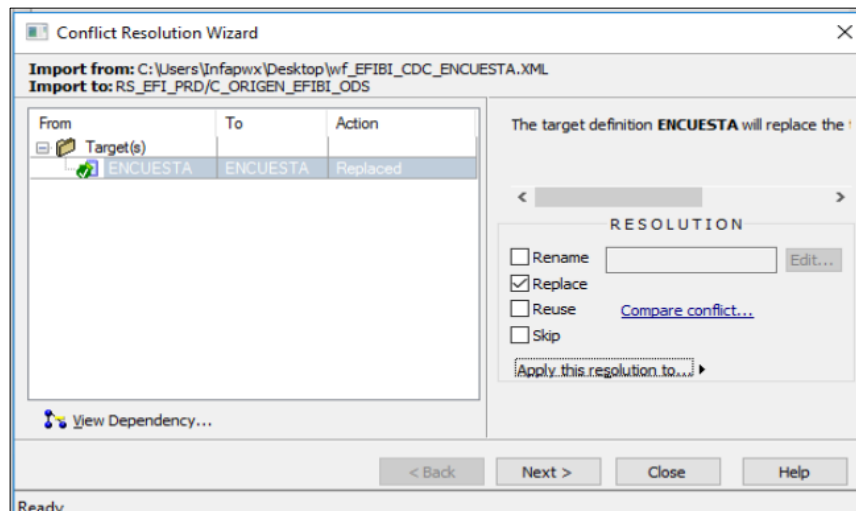 Conflict Resolution Wizard
Import from: C:\Users\Infapwx\Desktop\wf_EFIBI_CDC_ENCUESTA.XML
Import to: RS_EFI_PRD/C_ORIGEN_EFIBI_ODS
From To Action
Target(s)
ENCUESTA ENCUESTA Replaced
The target definition ENCUESTA will replace the
RESOLUTION
Rename Edit...
Replace
Reuse Compare conflict...
Skip
Apply this resolution to...
View Dependency...
< Back Next > Close Help
Ready